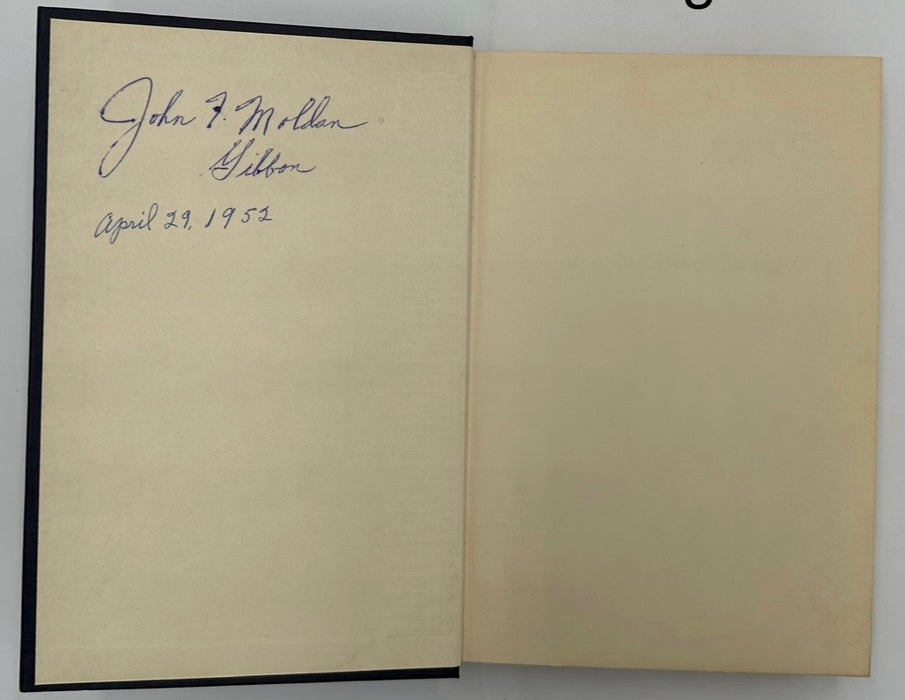 John F. Moldan
Gibbon
April 29, 1952